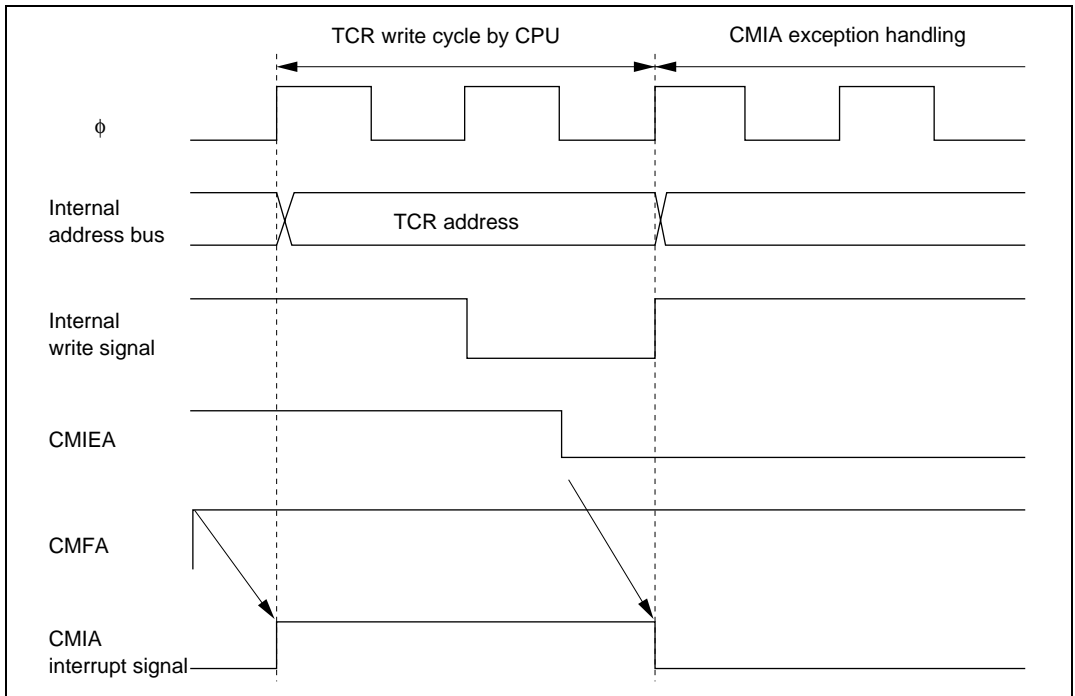 TCR write cycle by CPU
CMIA exception handling
φ
Internal
address bus
TCR address
Internal
write signal
CMIEA
CMFA
CMIA
interrupt signal